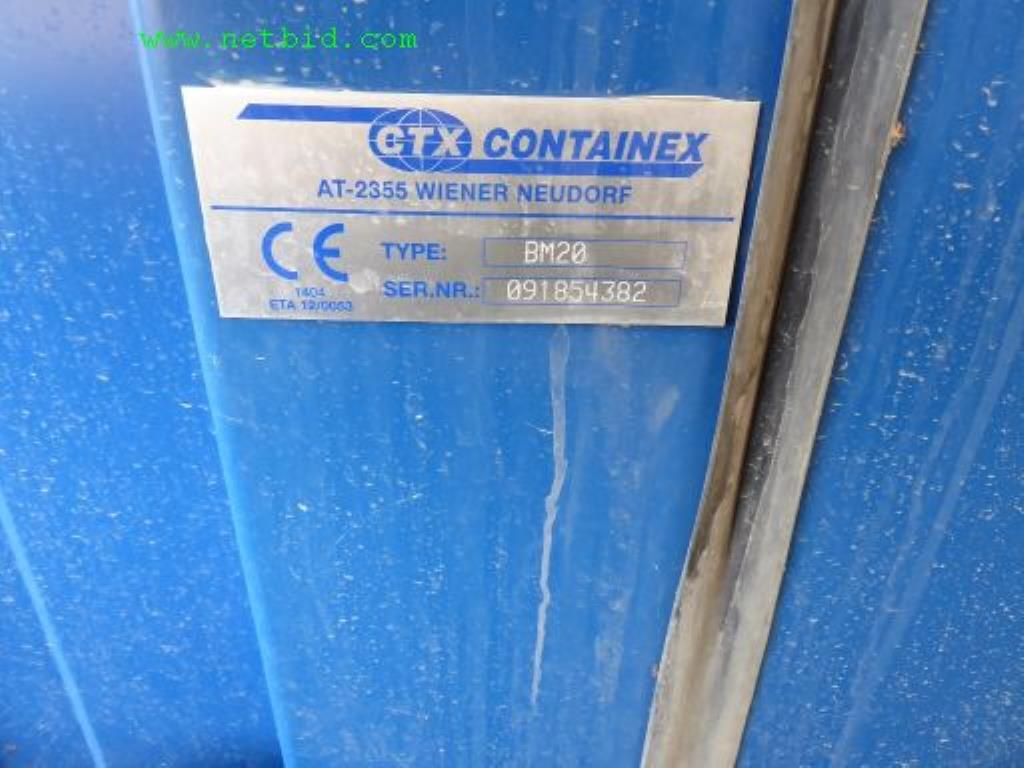 www.netbid.com
CTX CONTAINEX
AT-2355 WIENER NEUDORF
CE TYPE: BM20
1404
ETA 12/0053
SER.NR.: 091854382